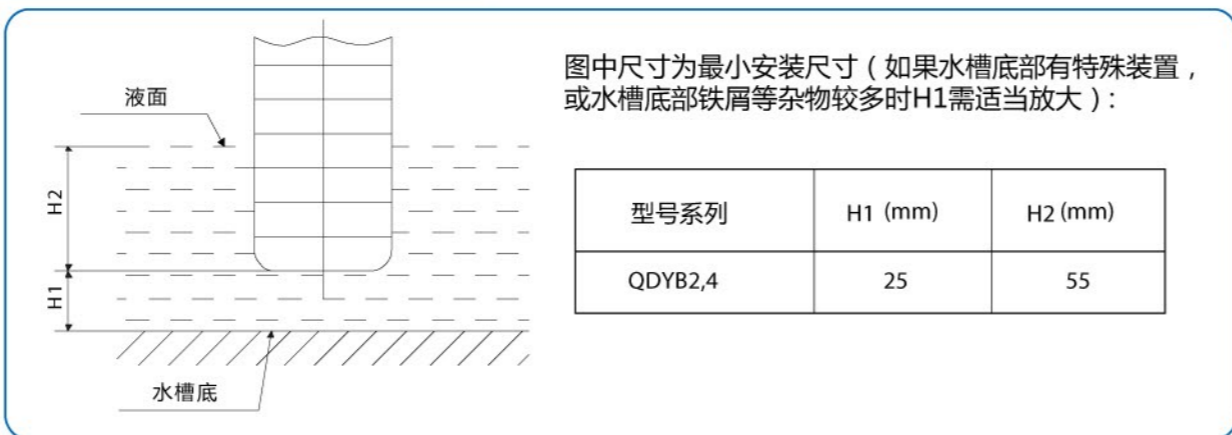 液面
H2
H1
水槽底
图中尺寸为最小安装尺寸（如果水槽底部有特殊装置，
或水槽底部铁屑等杂物较多时H1需适当放大）：
型号系列 H1 (mm) H2 (mm)
QDYB2,4 25 55